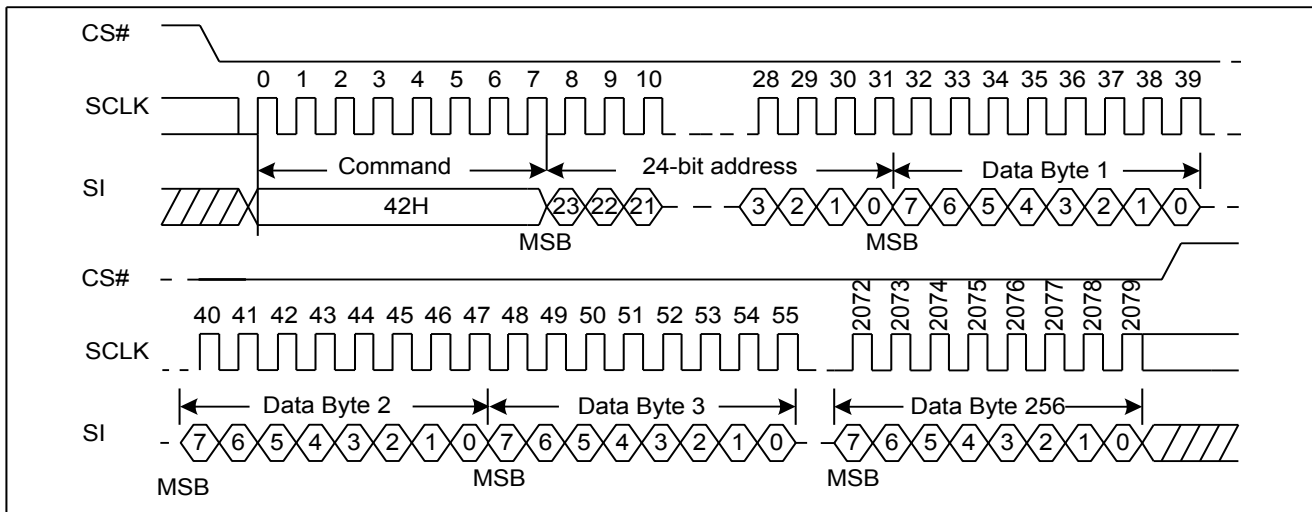 CS#
0 1 2 3 4 5 6 7 8 9 10 28 29 30 31 32 33 34 35 36 37 38 39
SCLK
Command 24-bit address Data Byte 1
SI
42H 23 22 21 3 2 1 0 7 6 5 4 3 2 1 0
MSB MSB
CS#
40 41 42 43 44 45 46 47 48 49 50 51 52 53 54 55 2072 2073 2074 2075 2076 2077 2078 2079
SCLK
Data Byte 2 Data Byte 3 Data Byte 256
SI
7 6 5 4 3 2 1 0 7 6 5 4 3 2 1 0 7 6 5 4 3 2 1 0
MSB MSB MSB